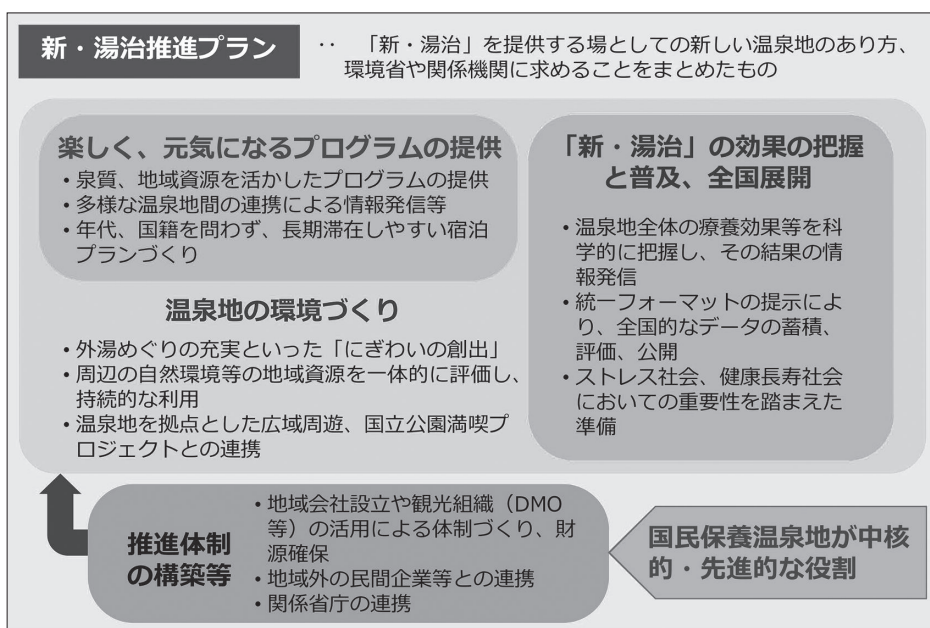 新・湯治推進プラン
‥ 「新・湯治」を提供する場としての新しい温泉地のあり方、
環境省や関係機関に求めることをまとめたもの
楽しく、元気になるプログラムの提供
・泉質、地域資源を活かしたプログラムの提供
・多様な温泉地間の連携による情報発信等
・年代、国籍を問わず、長期滞在しやすい宿泊
プランづくり
温泉地の環境づくり
・外湯めぐりの充実といった「にぎわいの創出」
・周辺の自然環境等の地域資源を一体的に評価し、
持続的な利用
・温泉地を拠点とした広域周遊、国立公園満喫プ
ロジェクトとの連携
「新・湯治」の効果の把握
と普及、全国展開
・温泉地全体の療養効果等を科
学的に把握し、その結果の情
報発信
・統一フォーマットの提示によ
り、全国的なデータの蓄積、
評価、公開
・ストレス社会、健康長寿社会
においての重要性を踏まえた
準備
推進体制
の構築等
・地域会社設立や観光組織（DMO
等）の活用による体制づくり、財
源確保
・地域外の民間企業等との連携
・関係省庁の連携
国民保養温泉地が中核
的・先進的な役割